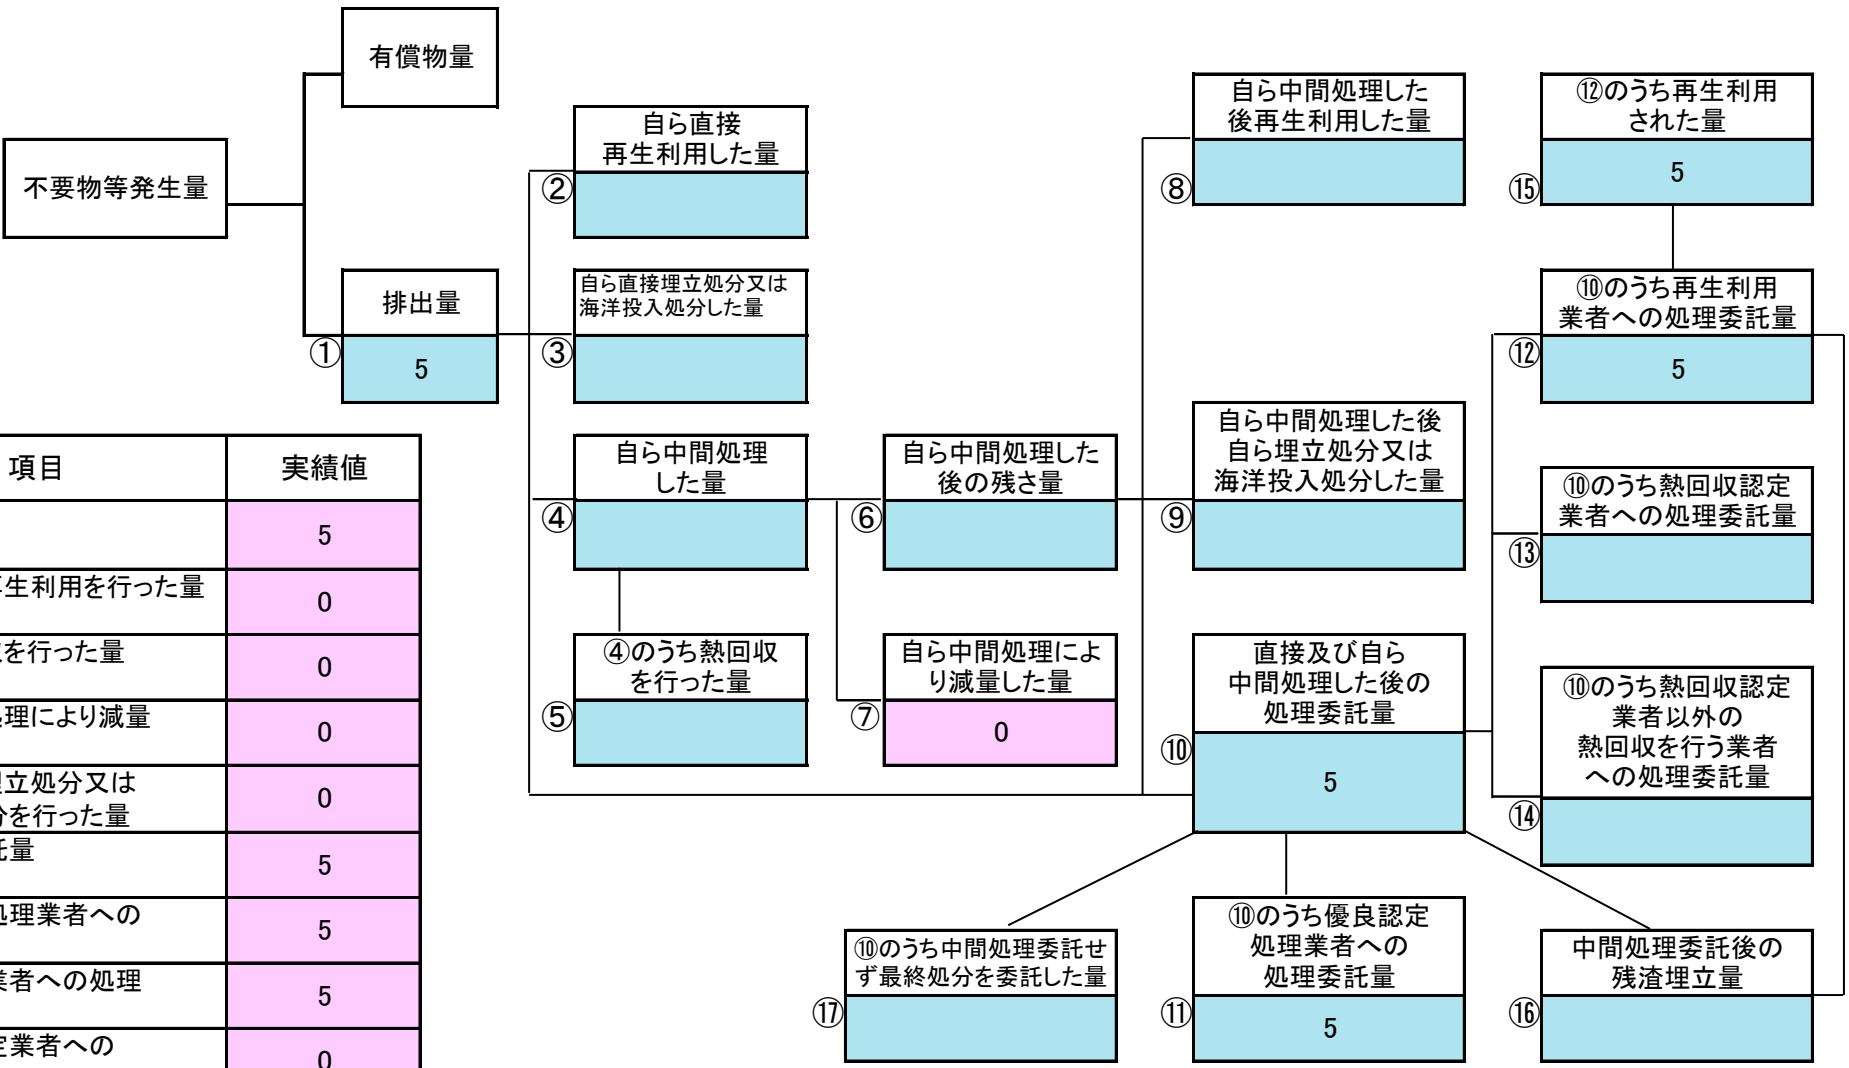 有償物量
不要物等発生量
排出量
①
5
自ら直接
再生利用した量
②
自ら直接埋立処分又は
海洋投入処分した量
③
自ら中間処理
した量
④
④のうち熱回収
を行った量
⑤
自ら中間処理した
後の残さ量
⑥
自ら中間処理によ
り減量した量
⑦
0
自ら中間処理した
後再生利用した量
⑧
自ら中間処理した後
自ら埋立処分又は
海洋投入処分した量
⑨
直接及び自ら
中間処理した後の
処理委託量
⑩
5
⑩のうち優良認定
処理業者への
処理委託量
⑪
5
⑩のうち中間処理委託せ
ず最終処分を委託した量
⑰
⑫のうち再生利用
された量
⑮
5
⑩のうち再生利用
業者への処理委託量
⑫
5
⑩のうち熱回収認定
業者への処理委託量
⑬
⑩のうち熱回収認定
業者以外の
熱回収を行う業者
への処理委託量
⑭
中間処理委託後の
残渣埋立量
⑯
項目
実績値
5
生利用を行った量
0
を行った量
0
理により減量
0
立処分又は
を行った量
0
量
5
処理業者への
5
業者への処理
5
業者への
0